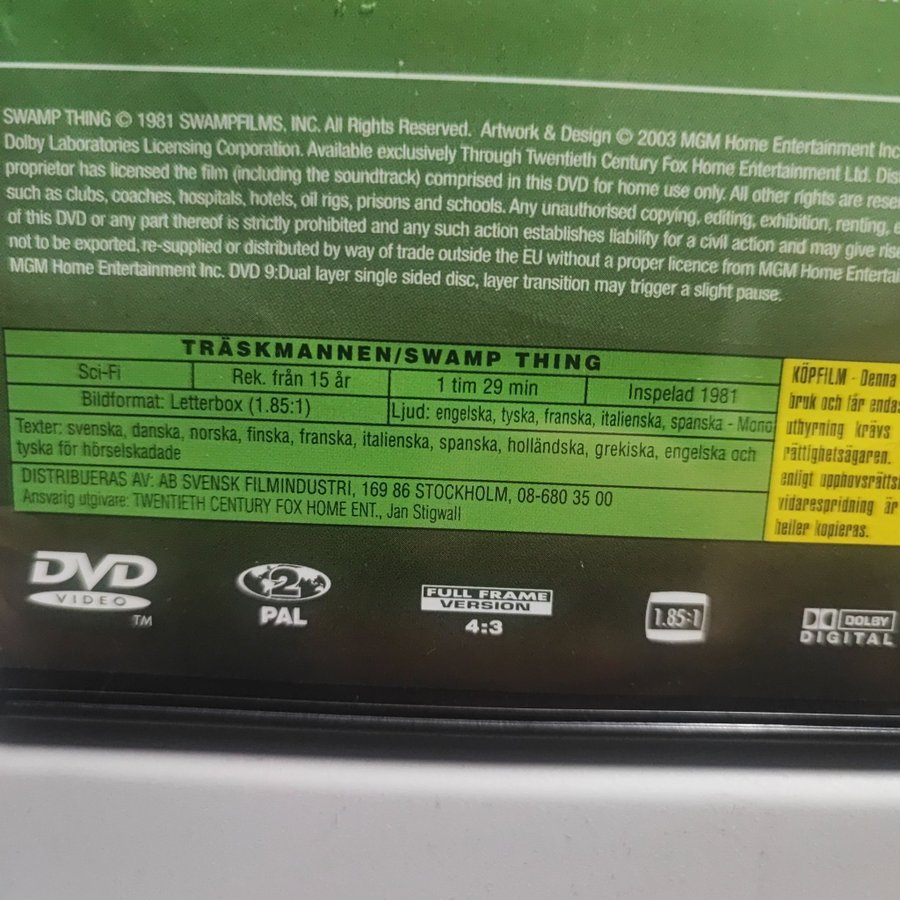 SWAMP THING © 1981 SWAMPFILMS, INC. All Rights Reserved. Artwork & Design © 2003 MGM Home Entertainment Inc
Dolby Laboratories Licensing Corporation. Available exclusively Through Twentieth Century Fox Home Entertainment Ltd. Dis
proprietor has licensed the film (including the soundtrack) comprised in this DVD for home use only. All other rights are rese
such as clubs, coaches, hospitals, hotels, oil rigs, prisons and schools. Any unauthorised copying, editing, exhibition, renting, e
of this DVD or any part thereof is strictly prohibited and any such action establishes liability for a civil action and may give rise
not to be exported, re-supplied or distributed by way of trade outside the EU without a proper licence from MGM Home Entertai
MGM Home Entertainment Inc. DVD 9:Dual layer single sided disc, layer transition may trigger a slight pause.
TRÄSKMANNEN/SWAMP THING
Sci-Fi Rek. från 15 år 1 tim 29 min Inspelad 1981
Bildformat: Letterbox (1.85:1) Ljud: engelska, tyska, franska, italienska, spanska - Mono
Texter: svenska, danska, norska, finska, franska, italienska, spanska, holländska, grekiska, engelska och
tyska för hörselskadade
DISTRIBUERAS AV: AB SVENSK FILMINDUSTRI, 169 86 STOCKHOLM, 08-680 35 00
Ansvarig utgivare: TWENTIETH CENTURY FOX HOME ENT., Jan Stigwall
KÖPFILM - Denna
bruk och får endas
uthyrning krävs
rättighetsägaren.
enligt upphovsrätts
vidarespridning är
heller kopieras.
DVD
VIDEO
TM
2
PAL
FULL FRAME
VERSION
4:3
1.85:1
DOLBY
DIGITAL